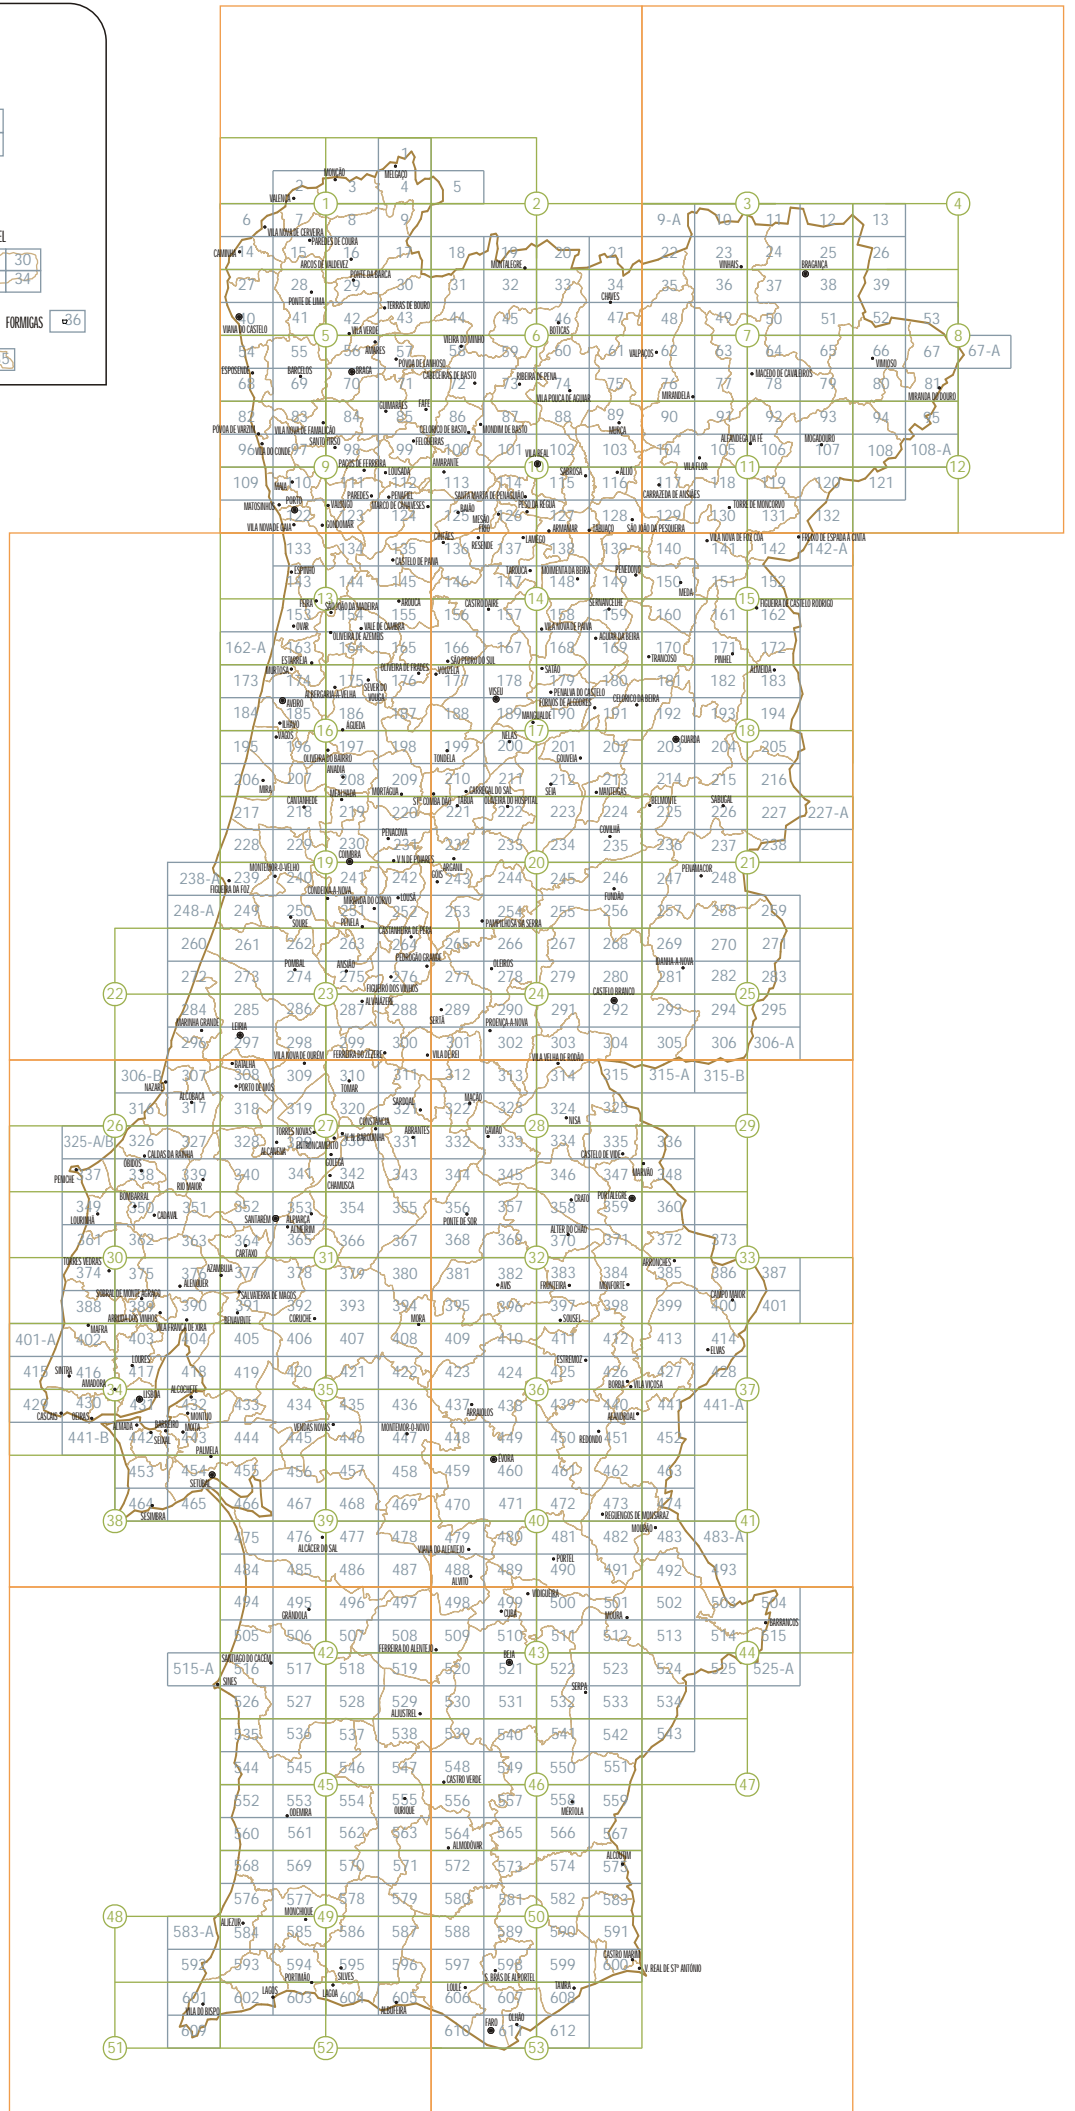 EL
30
34
FORMIGAS 36
5
1
MONÇÃO MELGAÇO
2 3 4 5
VALENÇA
1 2 3 4
6 7 8 9 9-A 10 11 12 13
VILA NOVA DE CERVEIRA
PAREDES DE COURA
CAMINHA 14 15 16 17 18 19 20 21 22 23 24 25 26
ARCOS DE VALDEVEZ MONTALEGRE VINHAIS BRAGANÇA
PONTE DA BARCA
27 28 29 30 31 32 33 34 35 36 37 38 39
PONTE DE LIMA TERRAS DE BOURO CHAVES
40 41 42 43 44 45 46 47 48 49 50 51 52 53
VIANA DO CASTELO VILA VERDE BOTICAS
5 6 7 8
AMARES VIEIRA DO MINHO
54 55 56 57 58 59 60 61 62 63 64 65 66 67 67-A
PÓVOA DE LANHOSO VALPAÇOS VIMIOSO
ESPOSENDE BARCELOS BRAGA CABECEIRAS DE BASTO RIBEIRA DE PENA MACEDO DE CAVALEIROS
68 69 70 71 72 73 74 75 76 77 78 79 80 81
VILA POUCA DE AGUIAR MIRANDELA MIRANDA DO DOURO
GUIMARÃES FAFE
82 83 84 85 86 87 88 89 90 91 92 93 94 95
PÓVOA DE VARZIM VILA NOVA DE FAMALICÃO CELORICO DE BASTO MONDIM DE BASTO MURÇA
SANTO TIRSO FELGUEIRAS ALFÂNDEGA DA FÉ MOGADOURO
96 97 98 99 100 101 102 103 104 105 106 107 108 108-A
VILA DO CONDE VILA REAL VILA FLOR
PAÇOS DE FERREIRA LOUSADA AMARANTE SABROSA ALIJÓ
9 10 11 12
109 110 111 112 113 114 115 116 117 118 119 120 121
MAIA PAREDES PENAFIEL SANTA MARTA DE PENAGUIÃO CARRAZEDA DE ANSIÃES
MATOSINHOS PORTO VALONGO MARCO DE CANAVESES BAIÃO PESO DA RÉGUA TORRE DE MONCORVO
122 123 124 125 126 127 128 129 130 131 132
VILA NOVA DE GAIA GONDOMAR MESÃO FRIO ARMAMAR TABUAÇO SÃO JOÃO DA PESQUEIRA
CINFÃES RESENDE LAMEGO VILA NOVA DE FOZ CÔA FREIXO DE ESPADA À CINTA
133 134 135 136 137 138 139 140 141 142 142-A
CASTELO DE PAIVA
ESPINHO TAROUCA MOIMENTA DA BEIRA PENEDONO
143 144 145 146 147 148 149 150 151 152
MEDA
13 14 15
FEIRA SÃO JOÃO DA MADEIRA AROUCA CASTRO DAIRE SERNANCELHE FIGUEIRA DE CASTELO RODRIGO
153 154 155 156 157 158 159 160 161 162
OVAR VALE DE CAMBRA VILA NOVA DE PAIVA
OLIVEIRA DE AZEMEIS AGUIAR DA BEIRA
162-A 163 164 165 166 167 168 169 170 171 172
ESTARREJA SÃO PEDRO DO SUL TRANCOSO PINHEL
MURTOSA OLIVEIRA DE FRADES VOUZELA SATÃO ALMEIDA
173 174 175 176 177 178 179 180 181 182 183
ALBERGARIA-A-VELHA SEVER DO VOUGA VISEU PENALVA DO CASTELO
AVEIRO FORNOS DE ALGODRES CELORICO DA BEIRA
184 185 186 187 188 189 190 191 192 193 194
ÍLHAVO ÁGUEDA MANGUALDE
16 17 18
VAGOS NELAS GUARDA
195 196 197 198 199 200 201 202 203 204 205
OLIVEIRA DO BAIRRO TONDELA GOUVEIA
ANADIA
206 207 208 209 210 211 212 213 214 215 216
MIRA MORTÁGUA CARREGAL DO SAL SEIA MANTEIGAS
CANTANHEDE MEALHADA STª. COMBA DÃO TÁBUA OLIVEIRA DO HOSPITAL BELMONTE SABUGAL
217 218 219 220 221 222 223 224 225 226 227 227-A
PENACOVA COVILHÃ
228 229 230 231 232 233 234 235 236 237 238
COIMBRA V.N.DE POIARES ARGANIL
19 20 21
MONTEMOR-O-VELHO GÓIS PENAMACOR
238-A 239 240 241 242 243 244 245 246 247 248
FIGUEIRA DA FOZ CONDEIXA-A-NOVA LOUSÃ FUNDÃO
MIRANDA DO CORVO
248-A 249 250 251 252 253 254 255 256 257 258 259
SOURE PENELA PAMPILHOSA DA SERRA
CASTANHEIRA DE PERA
260 261 262 263 264 265 266 267 268 269 270 271
POMBAL ANSIÃO PEDROGÃO GRANDE OLEIROS IDANHA-A-NOVA
272 273 274 275 276 277 278 279 280 281 282 283
FIGUEIRÓ DOS VINHOS CASTELO BRANCO
22 23 24 25
ALVAIÁZERE
284 285 286 287 288 289 290 291 292 293 294 295
MARINHA GRANDE LEIRIA SERTÃ PROENÇA-A-NOVA
296 297 298 299 300 301 302 303 304 305 306 306-A
VILA NOVA DE OURÉM FERREIRA DO ZÊZERE VILA DE REI VILA VELHA DE RODÃO
BATALHA
306-B 307 308 309 310 311 312 313 314 315 315-A 315-B
NAZARÉ PORTO DE MÓS TOMAR
ALCOBAÇA SARDOAL MAÇÃO
316 317 318 319 320 321 322 323 324 325
CONSTÂNCIA NISA
26 27 28 29
TORRES NOVAS V. N. BARQUINHA ABRANTES GAVIÃO
325-A/B 326 327 328 329 330 331 332 333 334 335 336
ALCANENA ENTRONCAMENTO
CALDAS DA RAINHA GOLEGÃ CASTELO DE VIDE
PENICHE ÓBIDOS MARVÃO
337 338 339 340 341 342 343 344 345 346 347 348
RIO MAIOR CHAMUSCA
BOMBARRAL CRATO PORTALEGRE
349 350 351 352 353 354 355 356 357 358 359 360
LOURINHÃ CADAVAL SANTARÉM ALPIARÇA PONTE DE SOR
ALMEIRIM ALTER DO CHÃO
361 362 363 364 365 366 367 368 369 370 371 372 373
CARTAXO
30 31 32 33
TORRES VEDRAS AZAMBUJA ARRONCHES
374 375 376 377 378 379 380 381 382 383 384 385 386 387
ALENQUER AVIS FRONTEIRA MONFORTE
SOBRAL DE MONTE AGRAÇO SALVATERRA DE MAGOS CAMPO MAIOR
388 389 390 391 392 393 394 395 396 397 398 399 400 401
ARRUDA DOS VINHOS BENAVENTE CORUCHE MORA SOUSEL
MAFRA VILA FRANCA DE XIRA
401-A 402 403 404 405 406 407 408 409 410 411 412 413 414
ELVAS
LOURES ESTREMOZ
415 416 417 418 419 420 421 422 423 424 425 426 427 428
SINTRA
AMADORA ALCOCHETE BORBA VILA VIÇOSA
34 35 36 37
LISBOA
429 430 431 432 433 434 435 436 437 438 439 440 441 441-A
CASCAIS OEIRAS MONTIJO ARRAIOLOS ALANDROAL
ALMADA BARREIRO MOITA VENDAS NOVAS MONTEMOR-O-NOVO REDONDO
441-B 442 443 444 445 446 447 448 449 450 451 452
SEIXAL
PALMELA ÉVORA
453 454 455 456 457 458 459 460 461 462 463
SETÚBAL
464 465 466 467 468 469 470 471 472 473 474
SESIMBRA REGUENGOS DE MONSARAZ
38 39 40 41
MOURÃO
475 476 477 478 479 480 481 482 483 483-A
ALCÁCER DO SAL VIANA DO ALENTEJO
PORTEL
484 485 486 487 488 489 490 491 492 493
ALVITO
VIDIGUEIRA
494 495 496 497 498 499 500 501 502 503 504
GRÂNDOLA CUBA MOURA BARRANCOS
505 506 507 508 509 510 511 512 513 514 515
FERREIRA DO ALENTEJO
42 43 44
SANTIAGO DO CACÉM BEJA
515-A 516 517 518 519 520 521 522 523 524 525 525-A
SINES SERPA
526 527 528 529 530 531 532 533 534
ALJUSTREL
535 536 537 538 539 540 541 542 543
544 545 546 547 548 549 550 551
CASTRO VERDE
45 46 47
552 553 554 555 556 557 558 559
ODEMIRA OURIQUE MÉRTOLA
560 561 562 563 564 565 566 567
ALMODÔVAR
ALCOUTIM
568 569 570 571 572 573 574 575
576 577 578 579 580 581 582 583
MONCHIQUE
48 49 50
ALJEZUR
583-A 584 585 586 587 588 589 590 591
CASTRO MARIM
592 593 594 595 596 597 598 599 600
V. REAL DE STº ANTÓNIO
PORTIMÃO SILVES S. BRÁS DE ALPORTEL
LAGOS LAGOA LOULÉ TAVIRA
601 602 603 604 605 606 607 608
VILA DO BISPO ALBUFEIRA
FARO OLHÃO
609 610 611 612
51 52 53